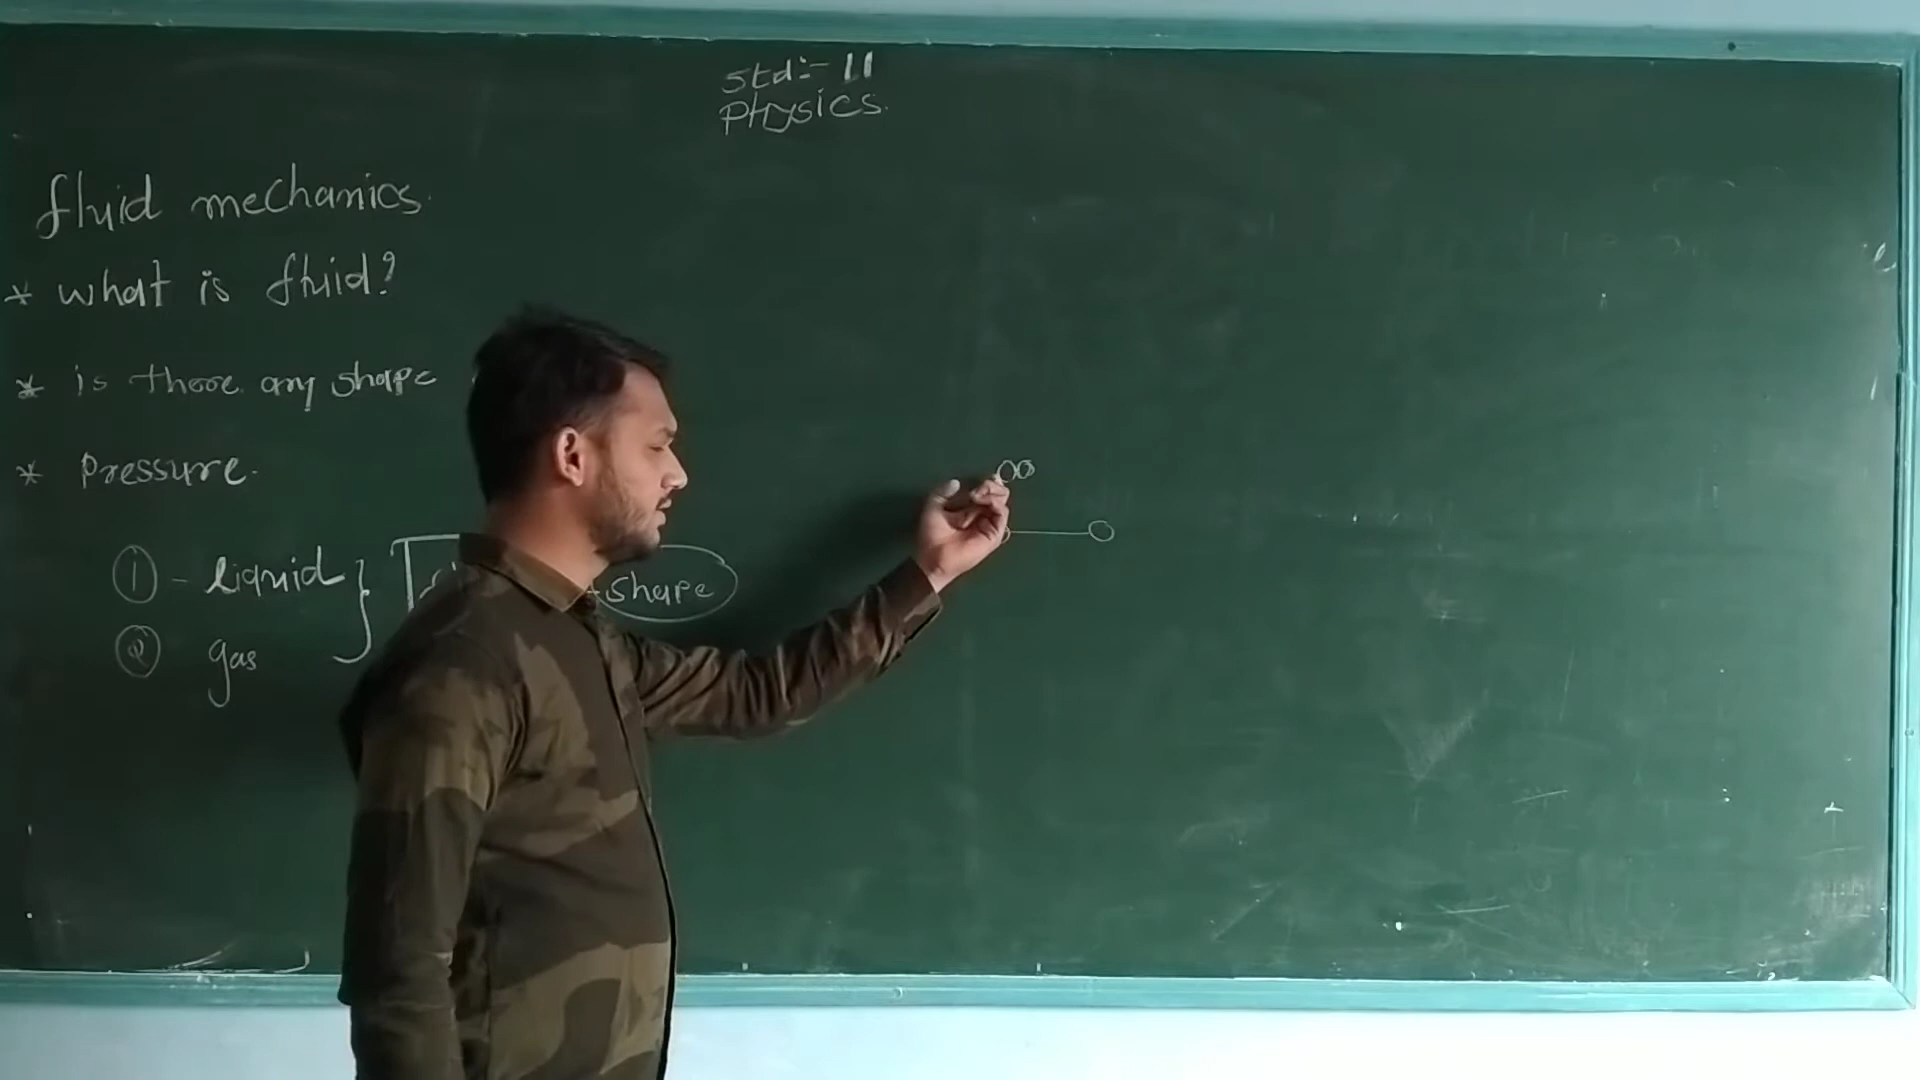 Std:- 11
Physics.
fluid mechanics.
* what is fluid?
* is there any shape
* Pressure.
① - liquid }
shape
② gas